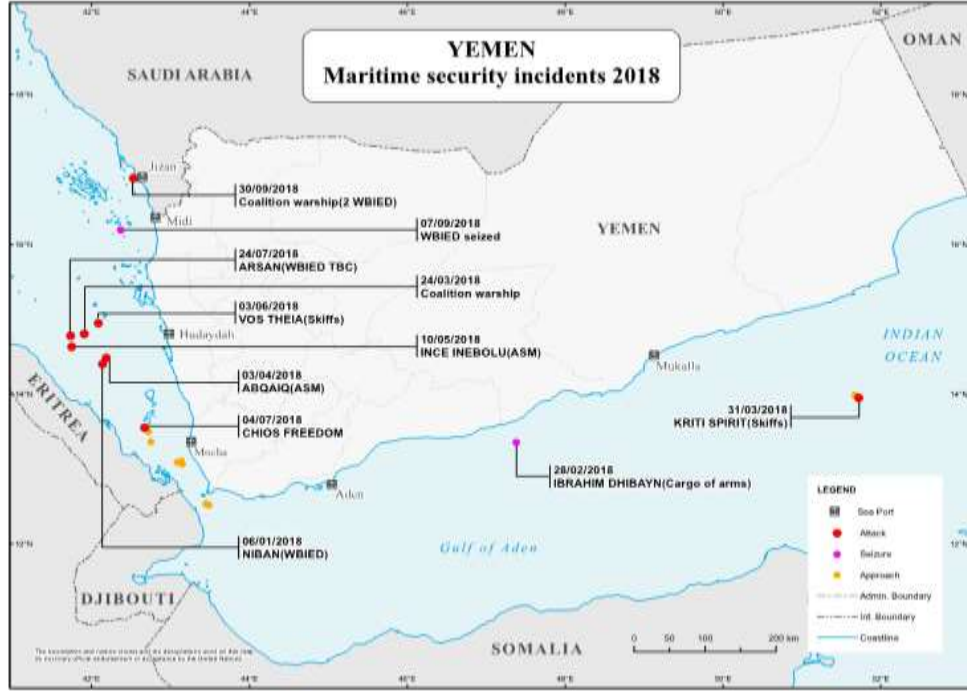 YEMEN
Maritime security incidents 2018
OMAN
SAUDI ARABIA
Jizan
30/09/2018
Coalition warship(2 WBIED)
Midi
07/09/2018
WBIED seized
YEMEN
24/07/2018
ARSAN(WBIED TBC)
24/03/2018
Coalition warship
03/06/2018
VOS THEIA(Skiffs)
Hudaydah
10/05/2018
INCE INEBOLU(ASM)
INDIAN
OCEAN
Mukalla
03/04/2018
ABQAIQ(ASM)
ERITREA
31/03/2018
KRITI SPIRIT(Skiffs)
04/07/2018
CHIOS FREEDOM
Mocha
28/02/2018
IBRAHIM DHIBAYN(Cargo of arms)
Aden
06/01/2018
NIBAN(WBIED)
Gulf of Aden
DJIBOUTI
SOMALIA
LEGEND
Sea Port
Attack
Seizure
Approach
Admin. Boundary
Int. Boundary
Coastline
0 50 100 200 km